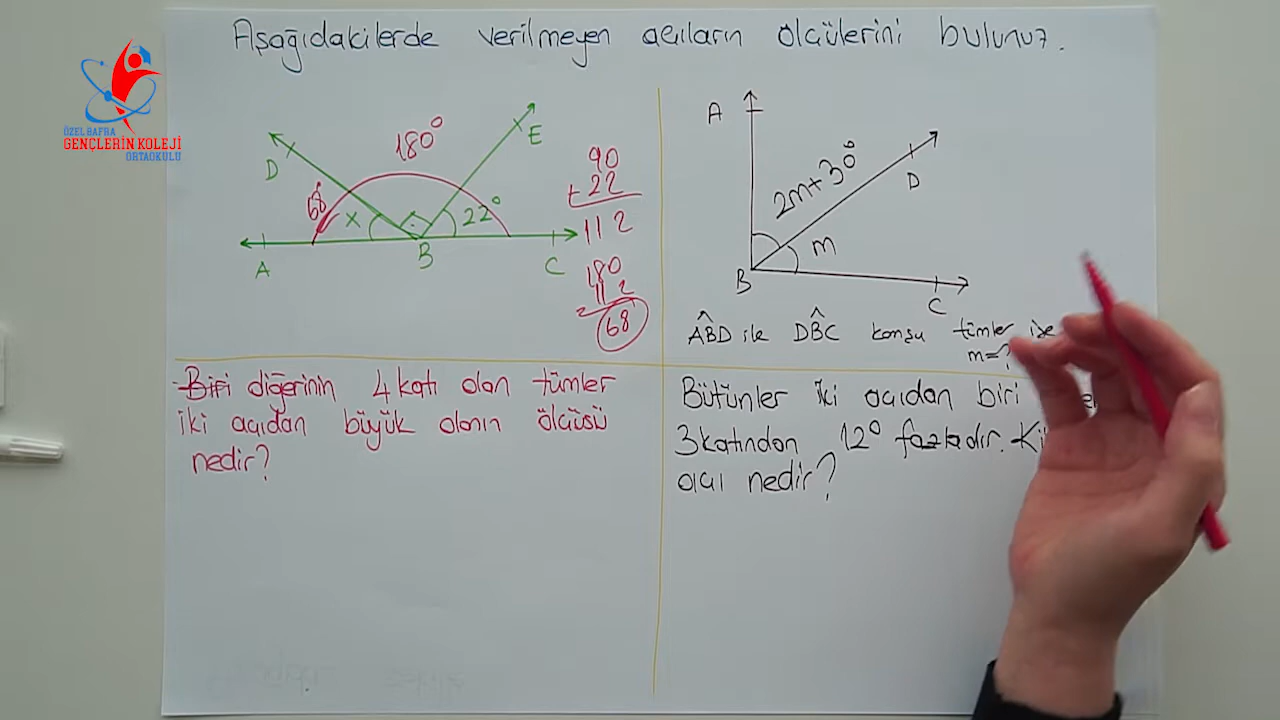 Aşağıdakilerde verilmeyen açıların ölçülerini bulunuz.
ÖZEL BAFRA
GENÇLERİN KOLEJİ
ORTAOKULU
180°
D
E
68°
x
22°
A
B
C
90
+ 22
112
180
112
68
A
D
2m+30°
m
B
C
ABD ile DBC komşu tümler ise
m=?
Biri diğerinin 4 katı olan tümler
iki açıdan büyük olanın ölçüsü
nedir?
Bütünler iki açıdan biri
3 katından 12° fazladır.
açı nedir?